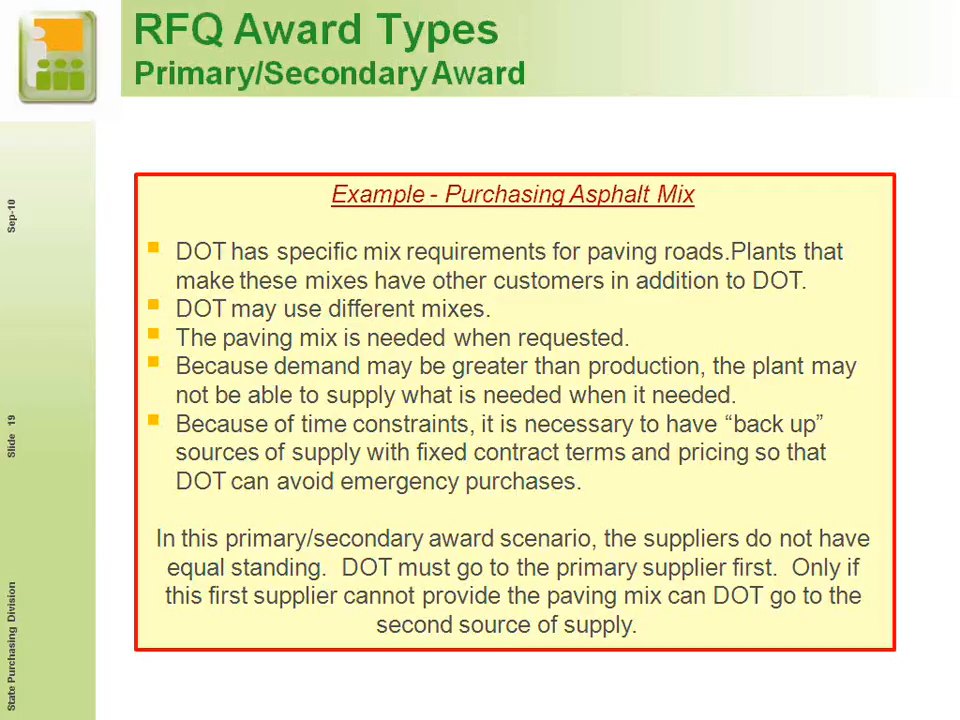 RFQ Award Types
Primary/Secondary Award
Example - Purchasing Asphalt Mix
DOT has specific mix requirements for paving roads.Plants that
make these mixes have other customers in addition to DOT.
DOT may use different mixes.
The paving mix is needed when requested.
Because demand may be greater than production, the plant may
not be able to supply what is needed when it needed.
Because of time constraints, it is necessary to have “back up”
sources of supply with fixed contract terms and pricing so that
DOT can avoid emergency purchases.
In this primary/secondary award scenario, the suppliers do not have
equal standing.  DOT must go to the primary supplier first.  Only if
this first supplier cannot provide the paving mix can DOT go to the
second source of supply.
Sep-10
Slide 19
State Purchasing Division